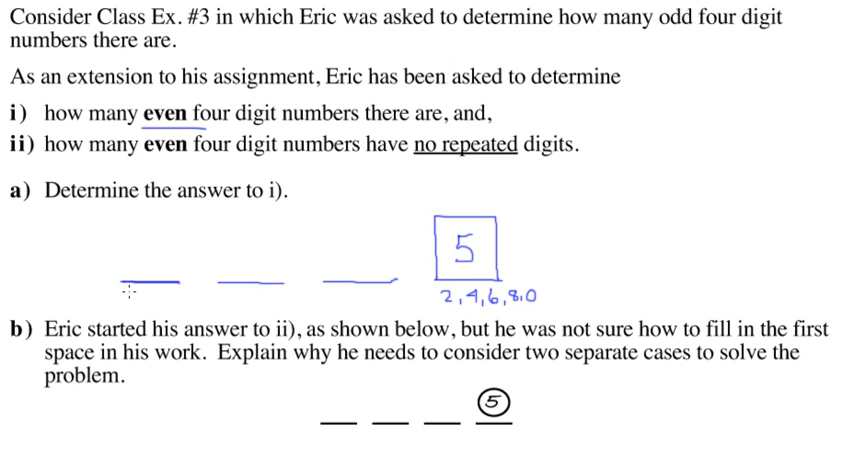 Consider Class Ex. #3 in which Eric was asked to determine how many odd four digit
numbers there are.
As an extension to his assignment, Eric has been asked to determine
i) how many even four digit numbers there are, and,
ii) how many even four digit numbers have no repeated digits.
a) Determine the answer to i).
5
2,4,6,8,0
b) Eric started his answer to ii), as shown below, but he was not sure how to fill in the first
space in his work. Explain why he needs to consider two separate cases to solve the
problem.
5